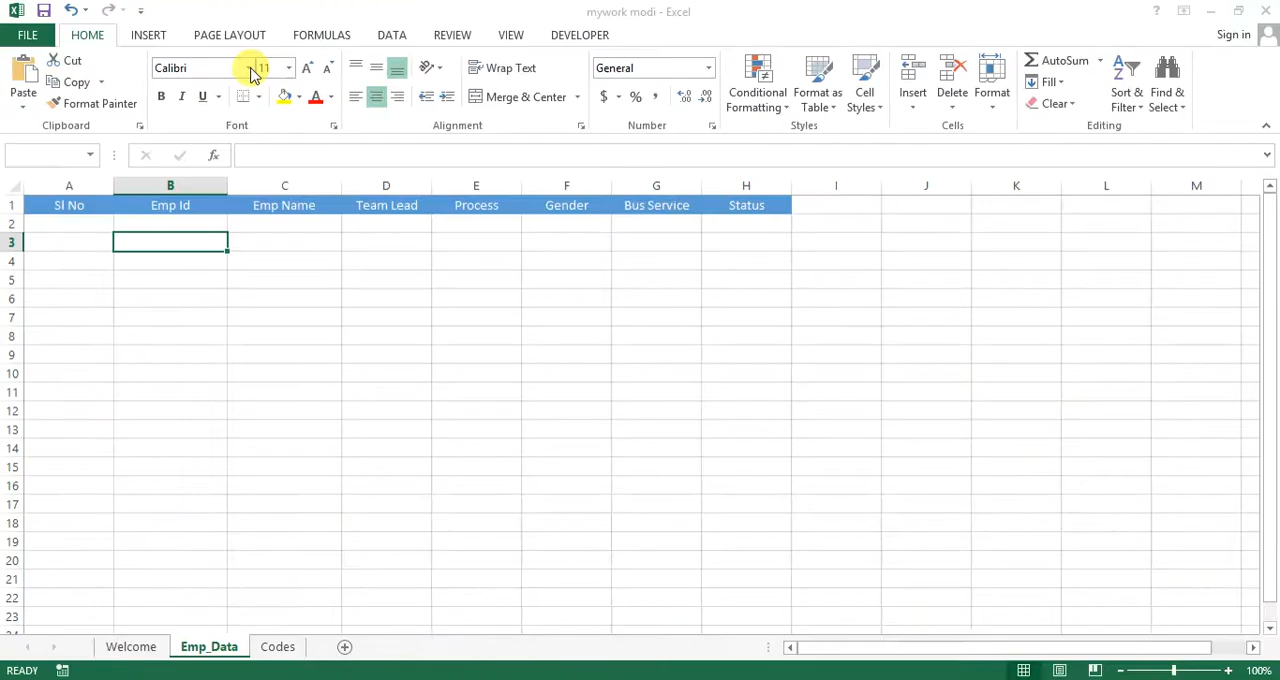 mywork modi - Excel
?
FILE HOME INSERT PAGE LAYOUT FORMULAS DATA REVIEW VIEW DEVELOPER Sign in
Cut
Copy
Format Painter
Paste
Clipboard
Calibri 11
B I U A
Font
Wrap Text
Merge & Center
Alignment
General
$ % ,
Number
Conditional Formatting
Format as Table
Cell Styles
Styles
Insert Delete Format
Cells
AutoSum
Fill
Clear
Sort & Filter
Find & Select
Editing
fx
A B C D E F G H I J K L M
1 Sl No Emp Id Emp Name Team Lead Process Gender Bus Service Status
2
3
4
5
6
7
8
9
10
11
12
13
14
15
16
17
18
19
20
21
22
23
Welcome Emp_Data Codes
READY 100%